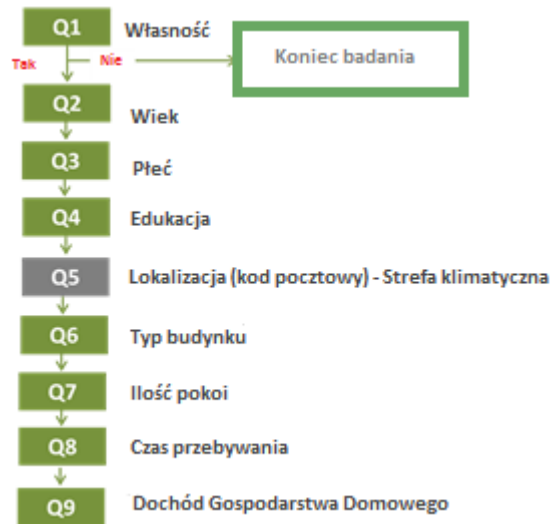 Q1 Własność
Tak Nie Koniec badania
Q2 Wiek
Q3 Płeć
Q4 Edukacja
Q5 Lokalizacja (kod pocztowy) - Strefa klimatyczna
Q6 Typ budynku
Q7 Ilość pokoi
Q8 Czas przebywania
Q9 Dochód Gospodarstwa Domowego